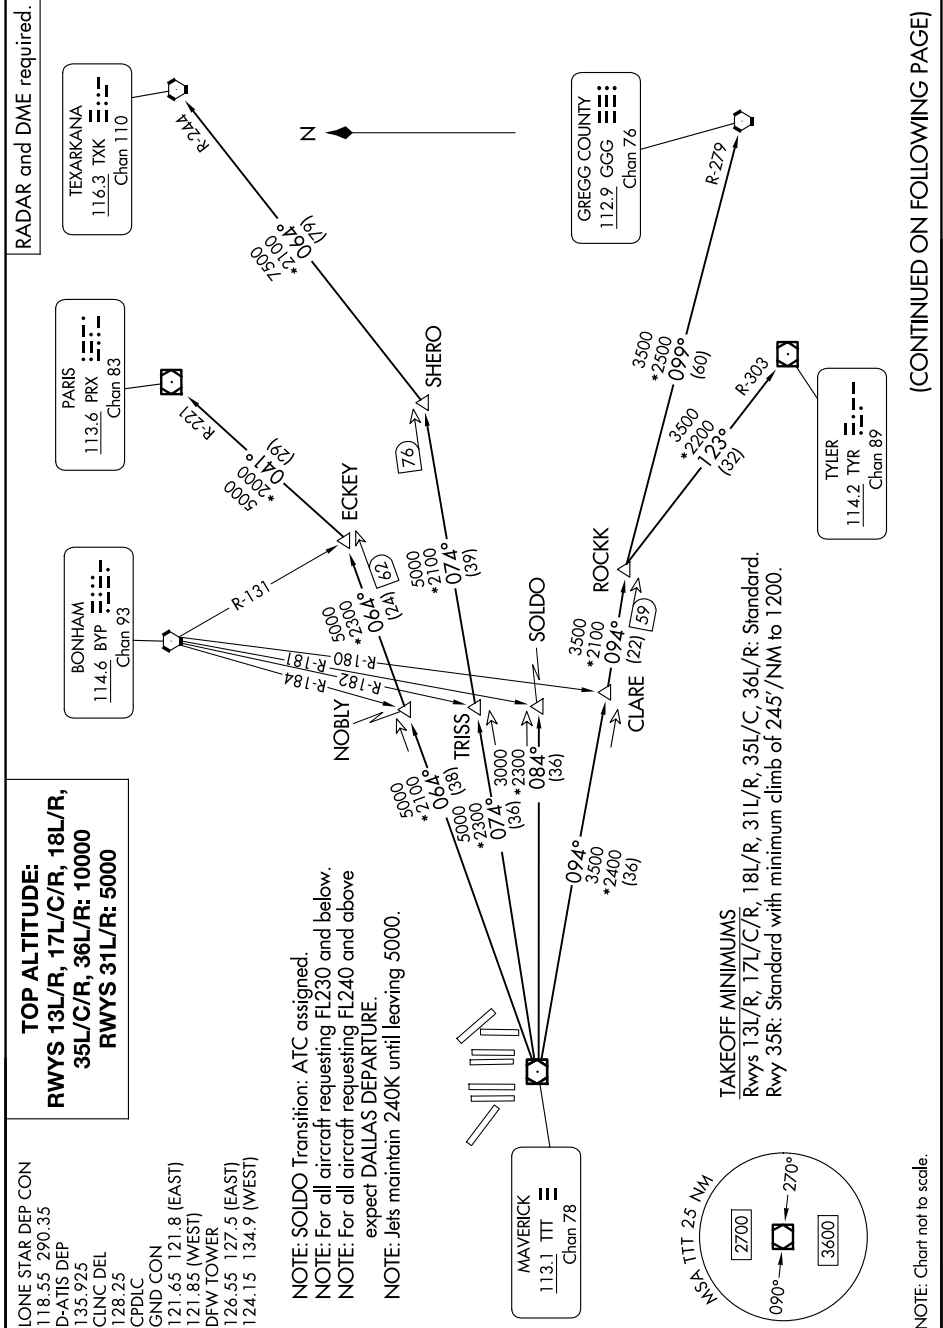 LONE STAR DEP CON
118.55 290.35
D-ATIS DEP
135.925
CLNC DEL
128.25
CPDLC
GND CON
121.65 121.8 (EAST)
121.85 (WEST)
DFW TOWER
126.55 127.5 (EAST)
124.15 134.9 (WEST)
TOP ALTITUDE:
RWYS 13L/R, 17L/C/R, 18L/R,
35L/C/R, 36L/R: 10000
RWYS 31L/R: 5000
RADAR and DME required.
BONHAM
114.6 BYP
Chan 93
PARIS
113.6 PRX
Chan 83
TEXARKANA
116.3 TXK
Chan 110
R-131
R-184
R-181
R-182
R-180
R-221
R-244
N
NOTE: SOLDO Transition: ATC assigned.
NOTE: For all aircraft requesting FL230 and below.
NOTE: For all aircraft requesting FL240 and above
expect DALLAS DEPARTURE.
NOTE: Jets maintain 240K until leaving 5000.
5000
*2000
041°
(29)
7500
*2100
064°
(79)
ECKEY
62
5000
*2300
064°
(24)
NOBLY
5000
*2100
064°
(38)
SHERO
76
5000
*2100
074°
(39)
TRISS
5000
*2300
074°
(36)
SOLDO
3000
*2300
084°
(36)
MAVERICK
113.1 TTT
Chan 78
094°
3500
*2400
(36)
CLARE
3500
*2100
094°
(22)
59
ROCKK
3500
*2500
099°
(60)
R-279
GREGG COUNTY
112.9 GGG
Chan 76
3500
*2200
123°
(32)
R-303
TYLER
114.2 TYR
Chan 89
MSA TTT 25 NM
2700
090°
270°
3600
TAKEOFF MINIMUMS
Rwys 13L/R, 17L/C/R, 18L/R, 31L/R, 35L/C, 36L/R: Standard.
Rwy 35R: Standard with minimum climb of 245'/NM to 1200.
NOTE: Chart not to scale.
(CONTINUED ON FOLLOWING PAGE)